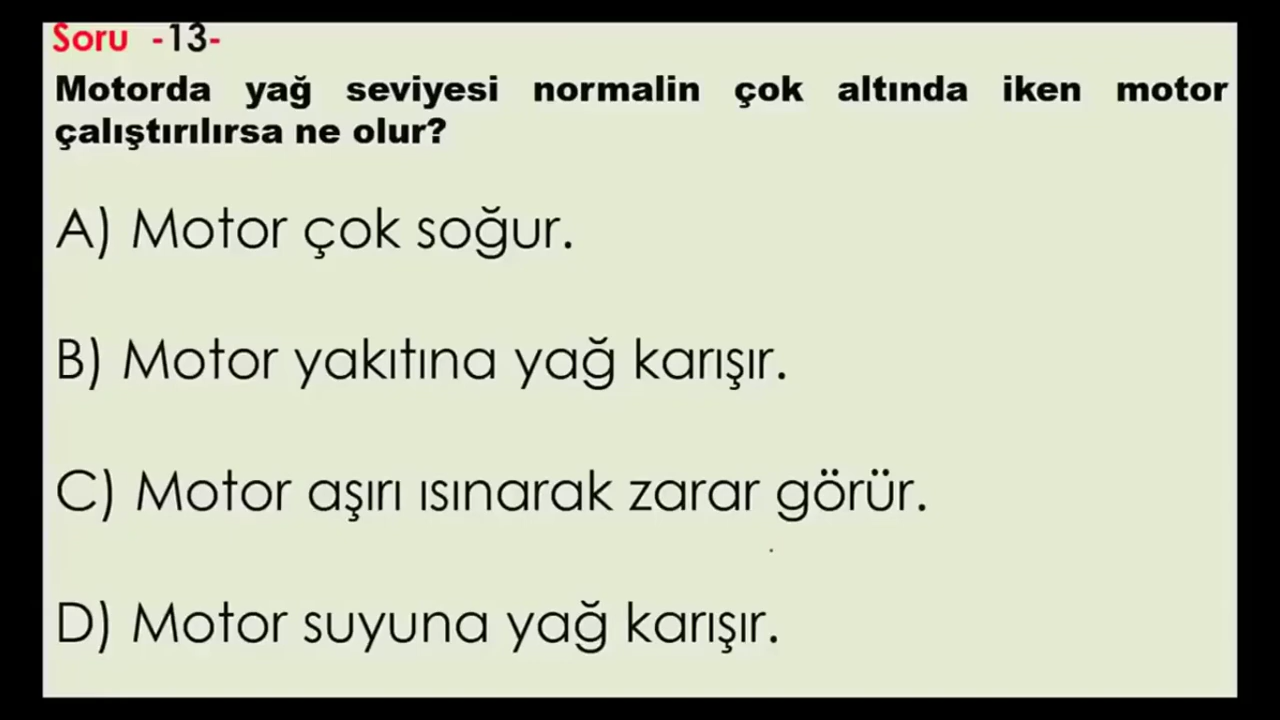 Soru -13-
Motorda yağ seviyesi normalin çok altında iken motor
çalıştırılırsa ne olur?
A) Motor çok soğur.
B) Motor yakıtına yağ karışır.
C) Motor aşırı ısınarak zarar görür.
D) Motor suyuna yağ karışır.